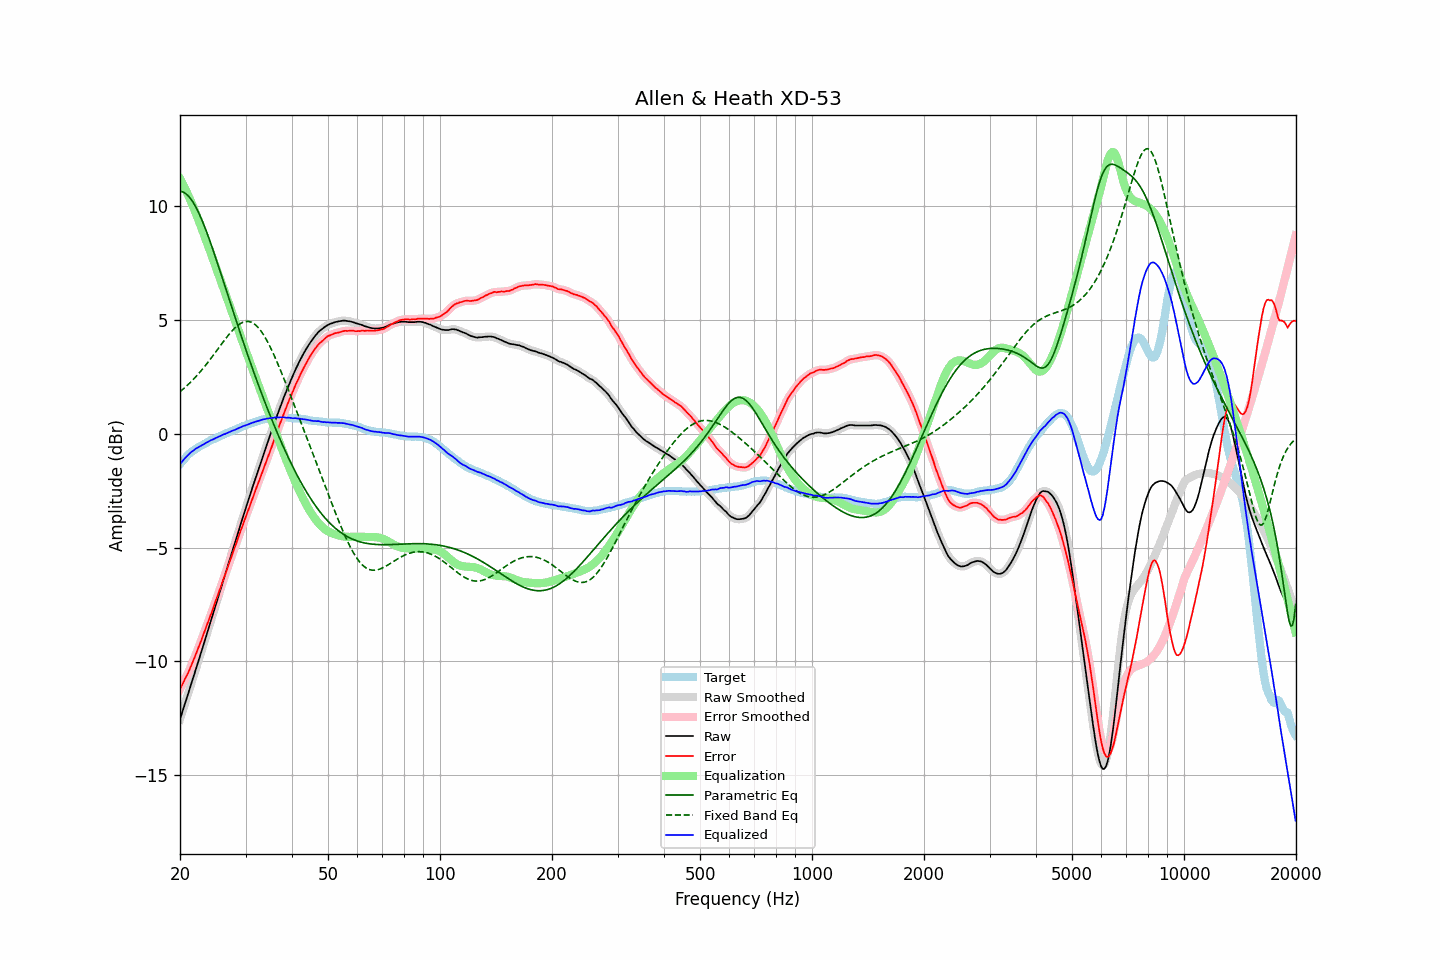 Allen & Heath XD-53
Amplitude (dBr)
10
5
0
−5
−10
−15
Target
Raw Smoothed
Error Smoothed
Raw
Error
Equalization
Parametric Eq
Fixed Band Eq
Equalized
20 50 100 200 500 1000 2000 5000 10000 20000
Frequency (Hz)